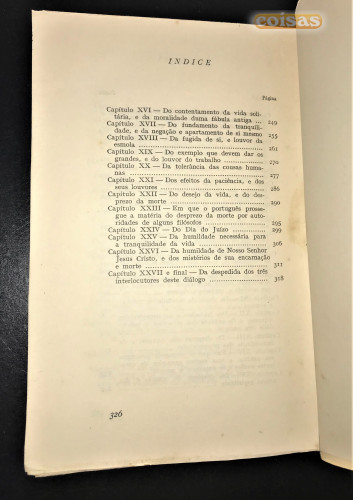 coisas
INDICE
Página
Capítulo XVI — Do contentamento da vida soli-
tária, e da moralidade duma fábula antiga ... 249
Capítulo XVII — Do fundamento da tranquili-
dade, e da negação e apartamento de si mesmo 255
Capítulo XVIII — Da fugida de si, e louvor da
esmola ........ 261
Capítulo XIX — Do exemplo que devem dar os
grandes, e do louvor do trabalho ........ 270
Capítulo XX — Da tolerância das cousas huma-
nas ........ 277
Capítulo XXI — Dos efeitos da paciência, e dos
seus louvores ........ 286
Capítulo XXII — Do desejo da vida, e do des-
prezo da morte ........ 290
Capítulo XXIII — Em que o português prosse-
gue a matéria do desprezo da morte por auto-
ridades de alguns filósofos ........ 295
Capítulo XXIV — Do Dia do Juízo ........ 299
Capítulo XXV — Da humildade necessária para
a tranquilidade da vida ........ 306
Capítulo XXVI — Da humildade de Nosso Senhor
Jesus Cristo, e dos mistérios de sua encarnação
e morte ........ 311
Capítulo XXVII e final — Da despedida dos três
interlocutores deste diálogo ........ 318
326